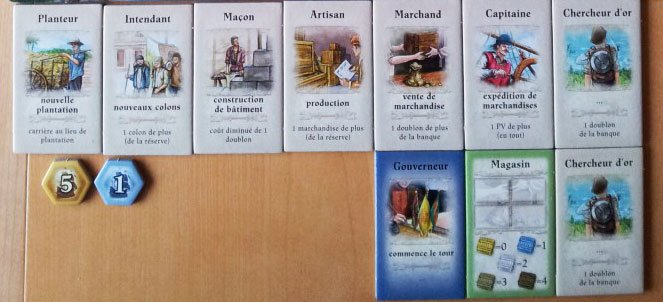 Planteur
nouvelle
plantation
carrière au lieu de
plantation
Intendant
nouveaux colons
1 colon de plus
(de la réserve)
Maçon
construction
de bâtiment
coût diminué de 1
doublon
Artisan
production
1 marchandise de plus
(de la réserve)
Marchand
vente de
marchandise
1 doublon de plus
de la banque
Capitaine
expédition de
marchandises
1 PV de plus
(en tout)
Chercheur d'or
...
1 doublon
de la banque
5
1
Gouverneur
commence le tour
Magasin
=0
=1
=2
=3
=4
Chercheur d'or
...
1 doublon
de la banque